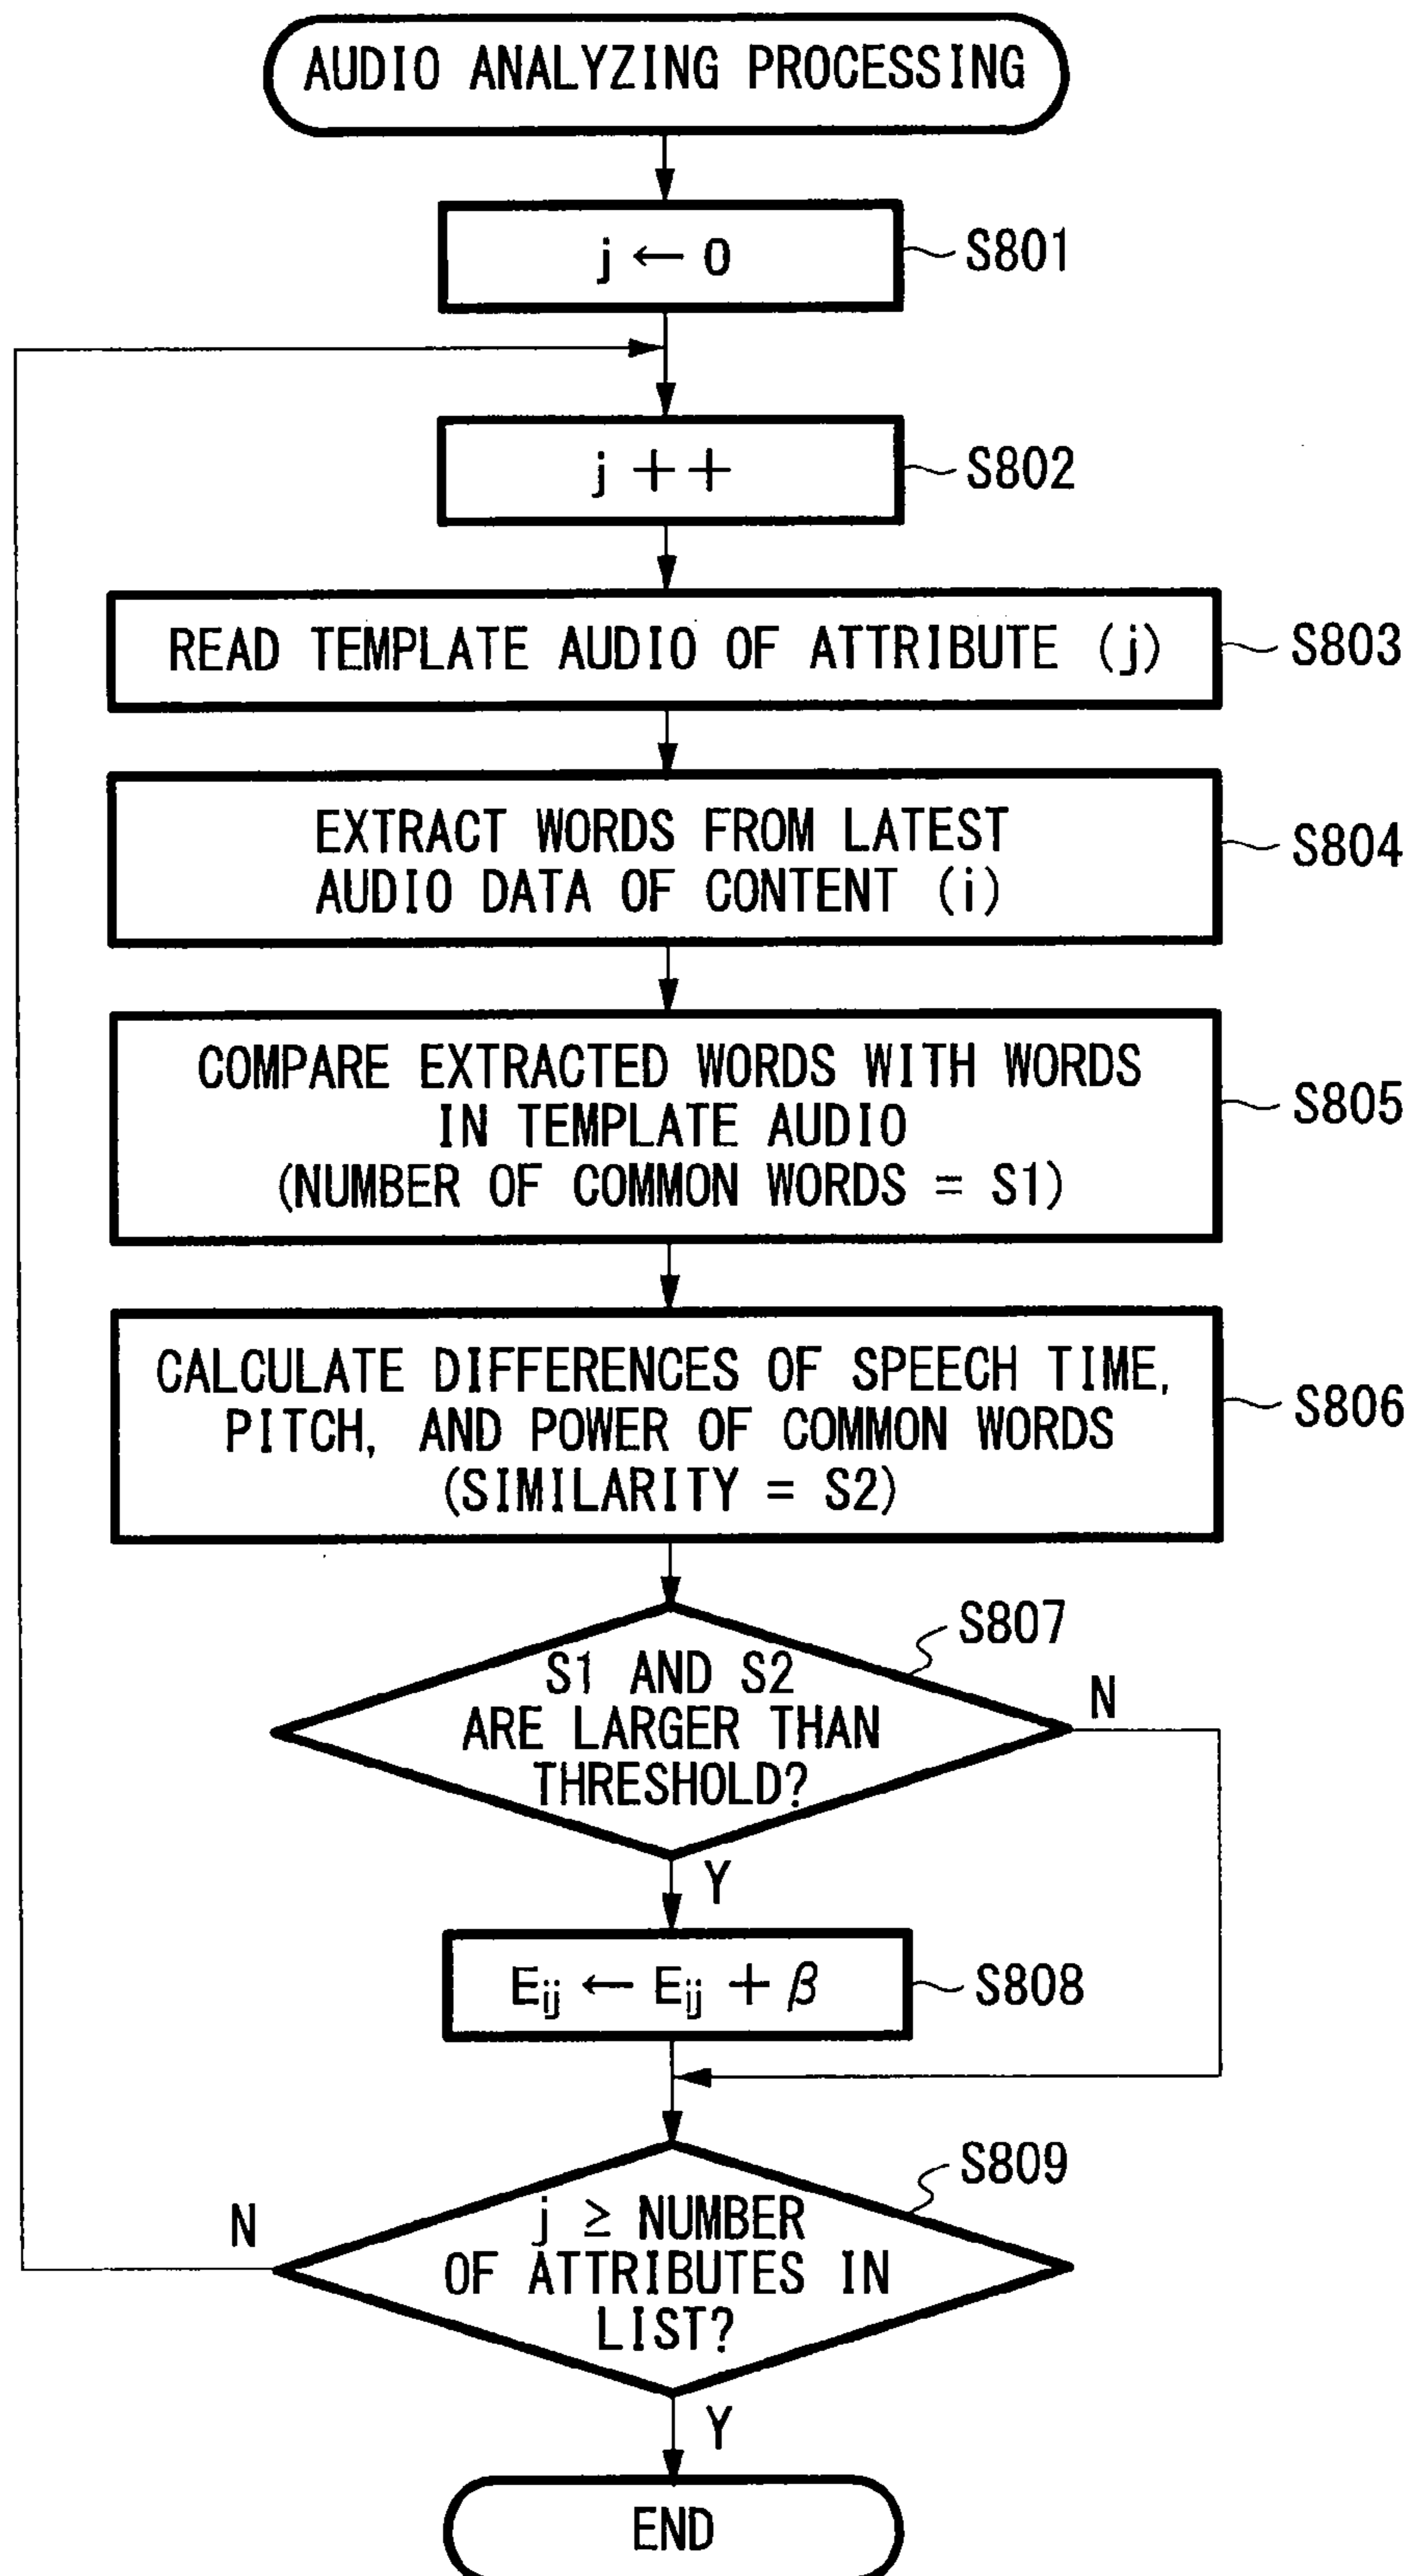 AUDIO ANALYZING PROCESSING
j ← 0
S801
j ++
S802
READ TEMPLATE AUDIO OF ATTRIBUTE (j)
S803
EXTRACT WORDS FROM LATEST
AUDIO DATA OF CONTENT (i)
S804
COMPARE EXTRACTED WORDS WITH WORDS
IN TEMPLATE AUDIO
(NUMBER OF COMMON WORDS = S1)
S805
CALCULATE DIFFERENCES OF SPEECH TIME,
PITCH, AND POWER OF COMMON WORDS
(SIMILARITY = S2)
S806
S807
S1 AND S2
ARE LARGER THAN
THRESHOLD?
N
Y
Eij ← Eij + β
S808
S809
j ≥ NUMBER
OF ATTRIBUTES IN
LIST?
N
Y
END